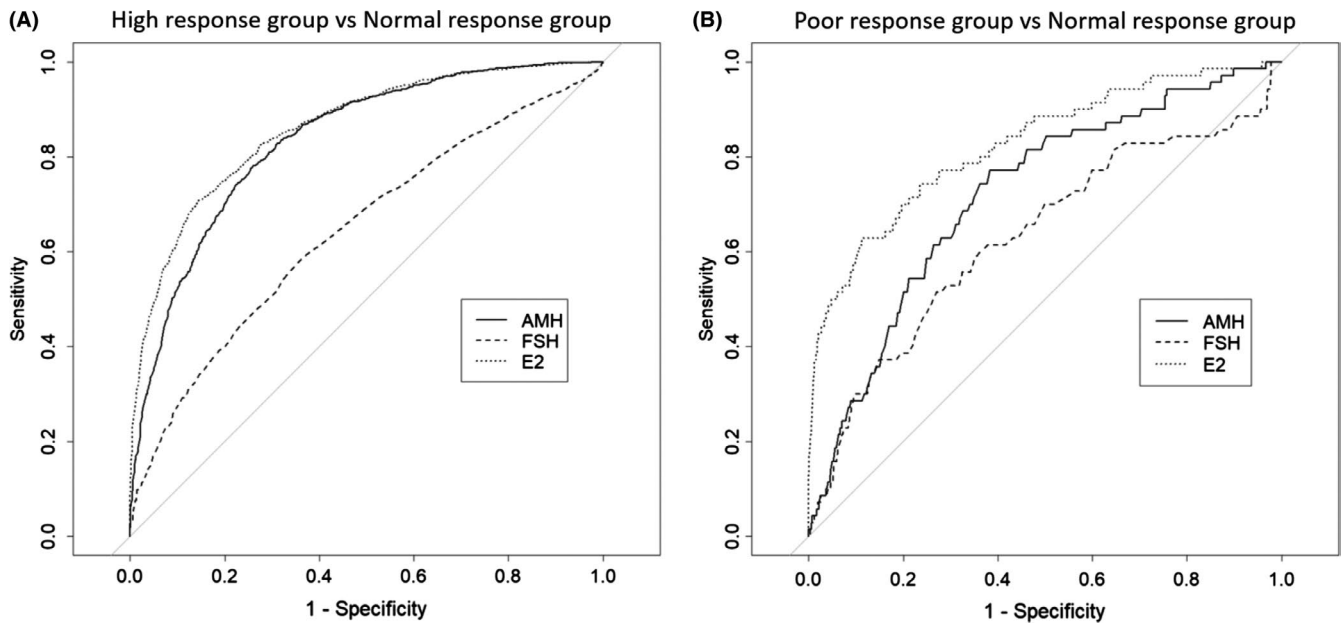 (A) High response group vs Normal response group
Sensitivity
1.0
0.8
0.6
0.4
0.2
0.0
AMH
FSH
E2
0.0 0.2 0.4 0.6 0.8 1.0
1 - Specificity
(B) Poor response group vs Normal response group
Sensitivity
1.0
0.8
0.6
0.4
0.2
0.0
AMH
FSH
E2
0.0 0.2 0.4 0.6 0.8 1.0
1 - Specificity